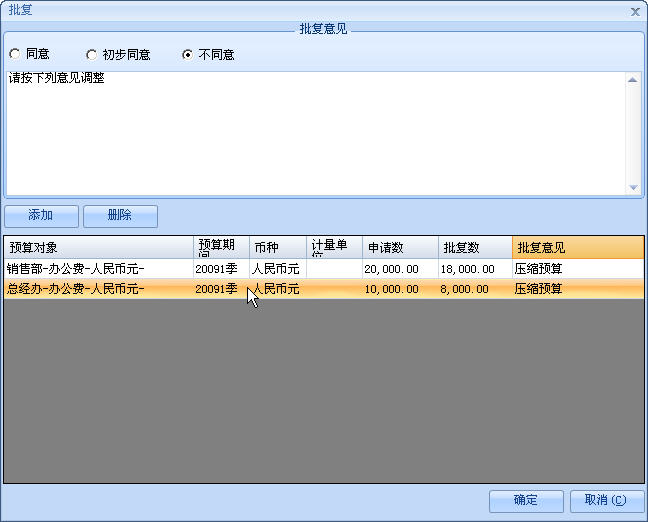 批复
批复意见
同意 初步同意 不同意
请按下列意见调整
添加 删除
预算对象 预算期间 币种 计量单位 申请数 批复数 批复意见
销售部-办公费-人民币元- 20091季 人民币元 20,000.00 18,000.00 压缩预算
总经办-办公费-人民币元- 20091季 人民币元 10,000.00 8,000.00 压缩预算
确定 取消(C)